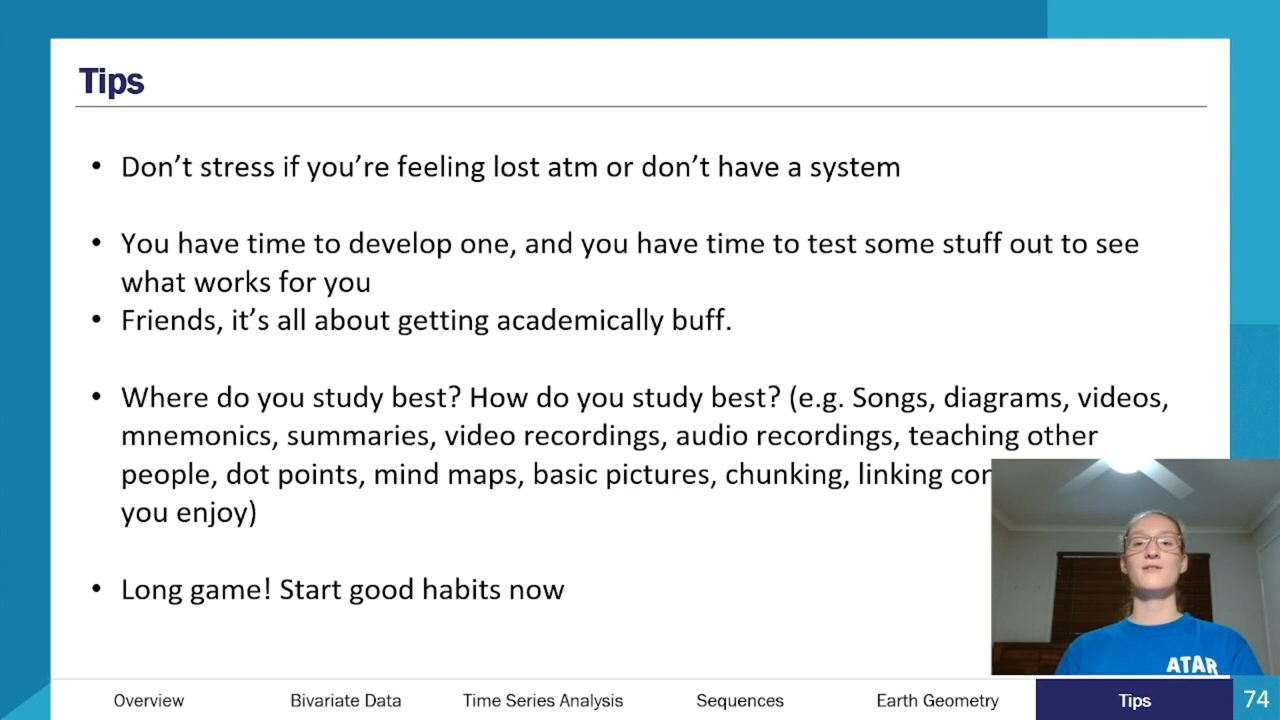 Tips
• Don't stress if you're feeling lost atm or don't have a system
• You have time to develop one, and you have time to test some stuff out to see
what works for you
• Friends, it's all about getting academically buff.
• Where do you study best? How do you study best? (e.g. Songs, diagrams, videos,
mnemonics, summaries, video recordings, audio recordings, teaching other
people, dot points, mind maps, basic pictures, chunking, linking
you enjoy)
• Long game! Start good habits now
ATAR
Overview Bivariate Data Time Series Analysis Sequences Earth Geometry Tips 74